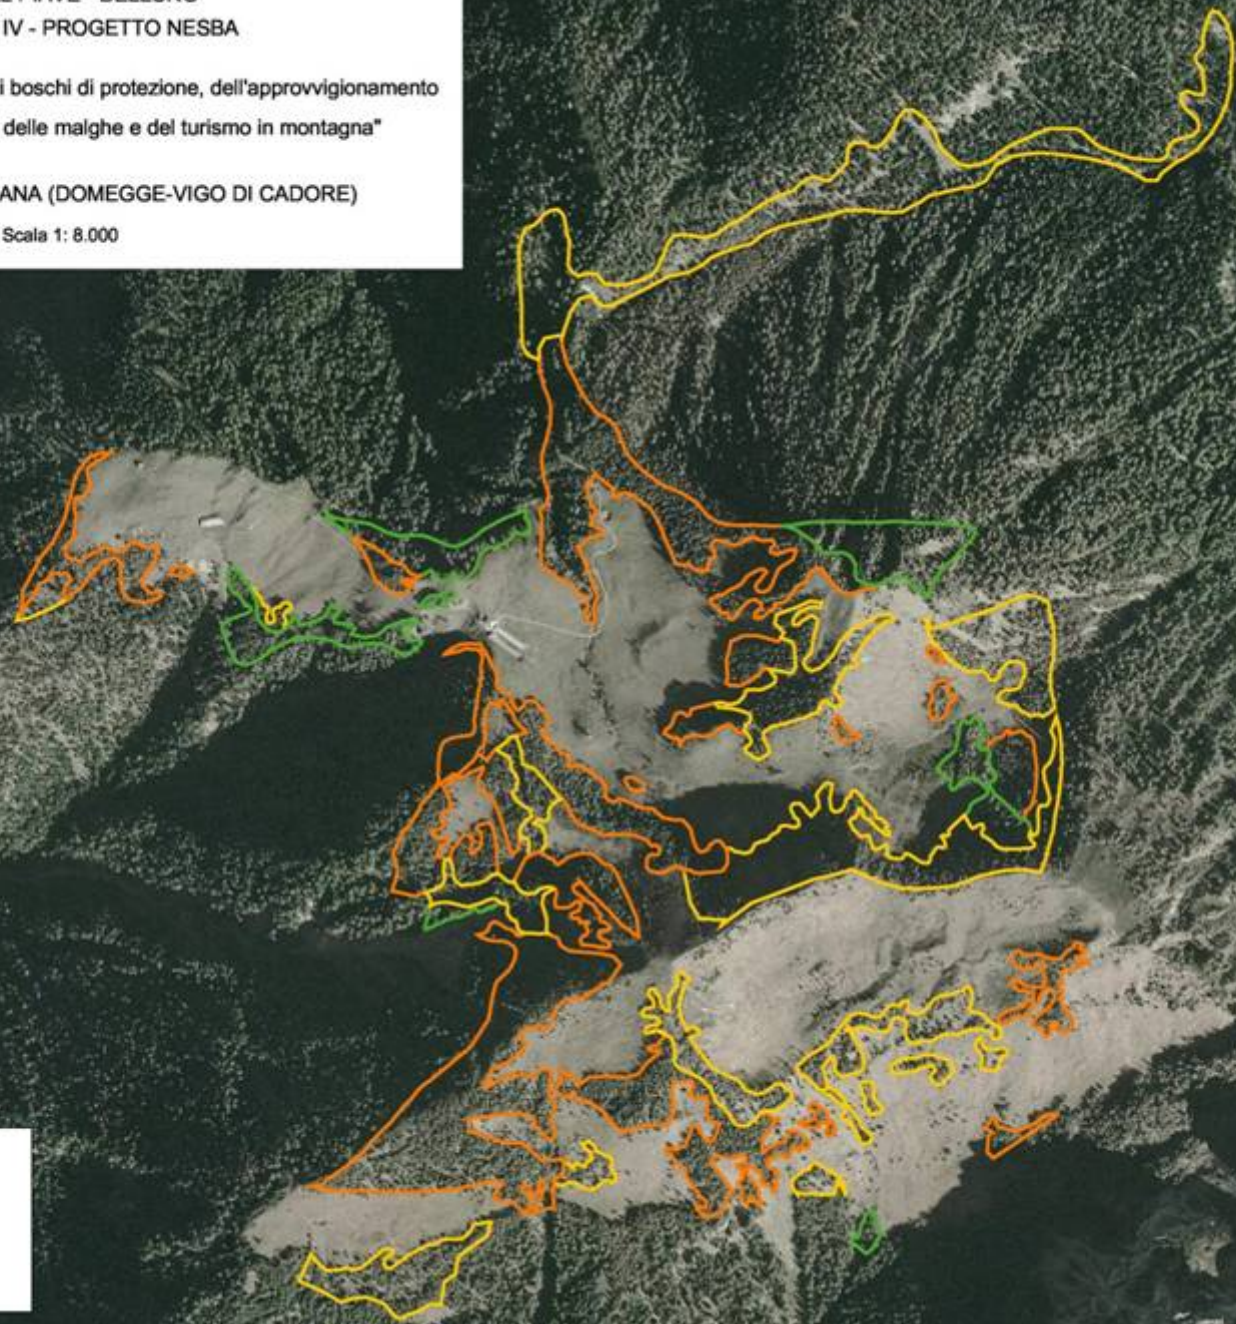 IV - PROGETTO NESBA
i boschi di protezione, dell'approvvigionamento
delle malghe e del turismo in montagna"
(DOMEGGE-VIGO DI CADORE)
Scala 1: 8.000